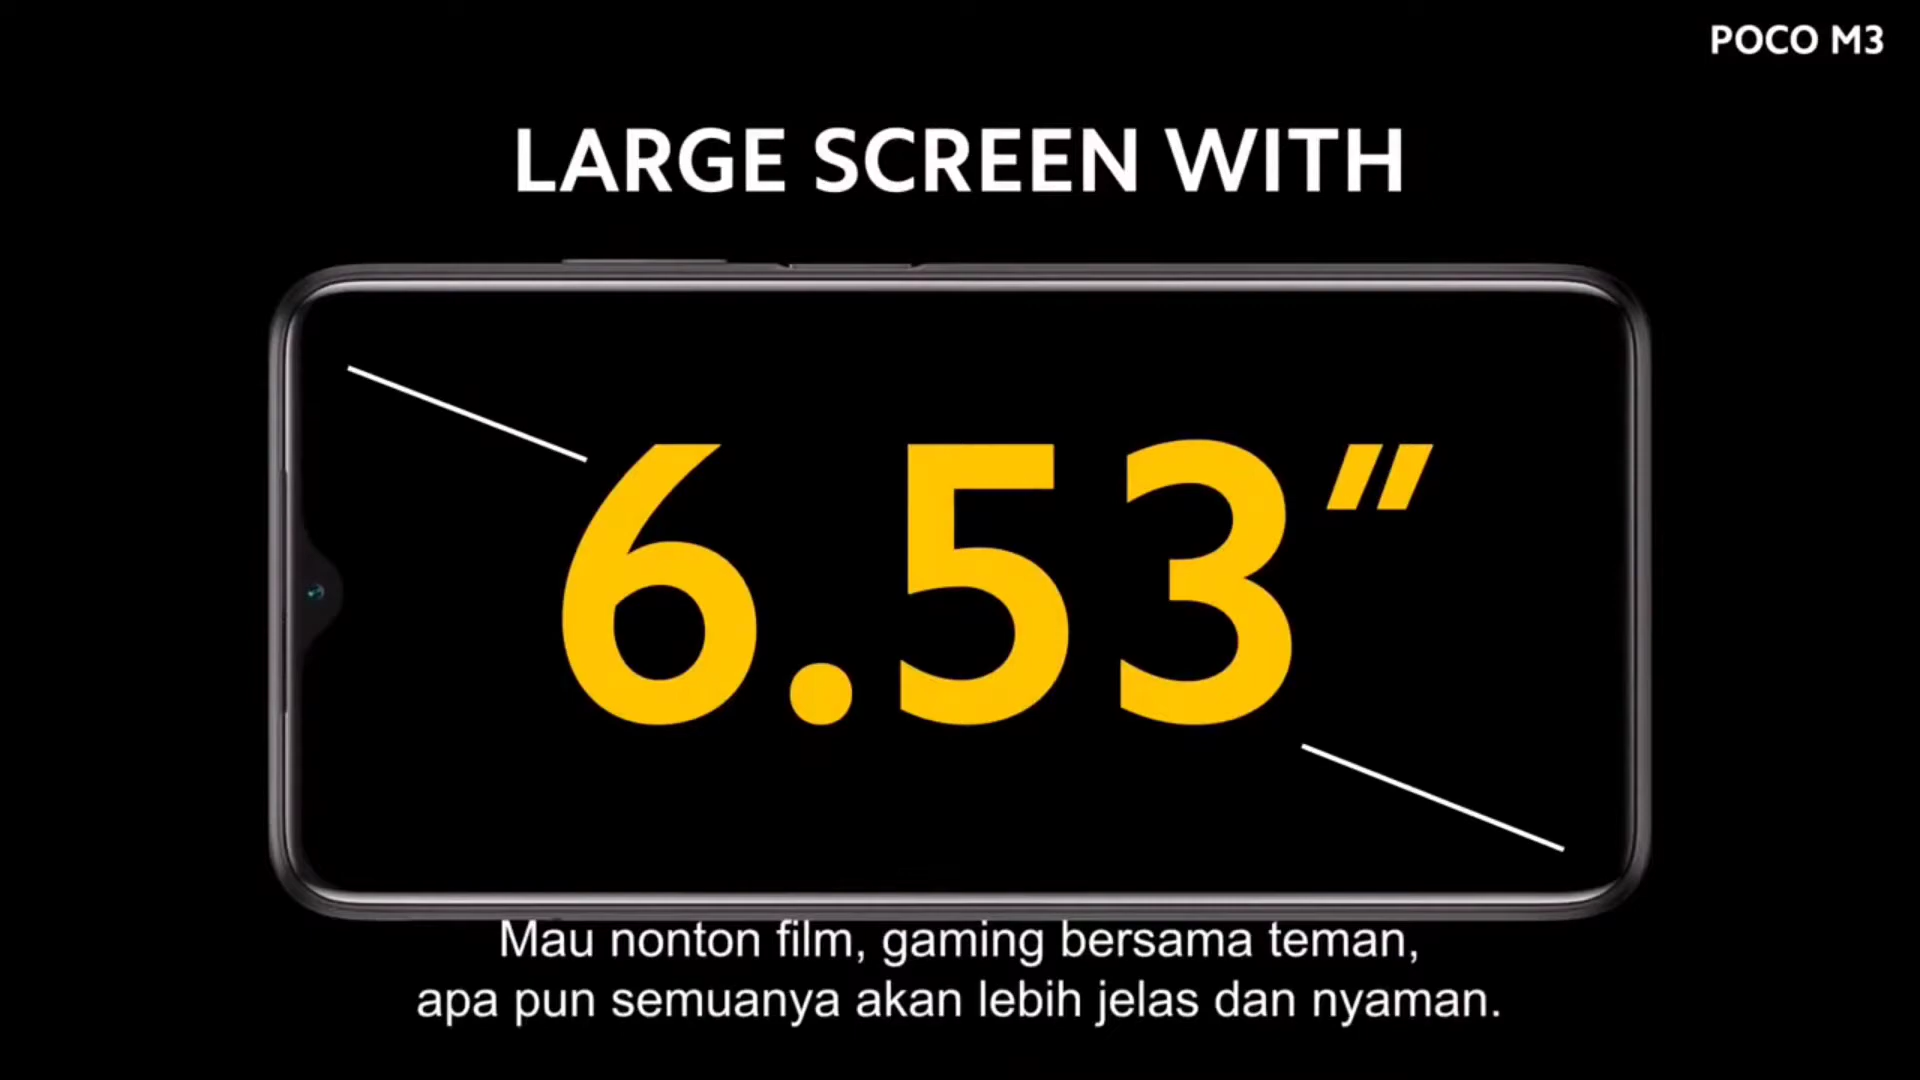 POCO M3
LARGE SCREEN WITH
6.53”
Mau nonton film, gaming bersama teman,
apa pun semuanya akan lebih jelas dan nyaman.